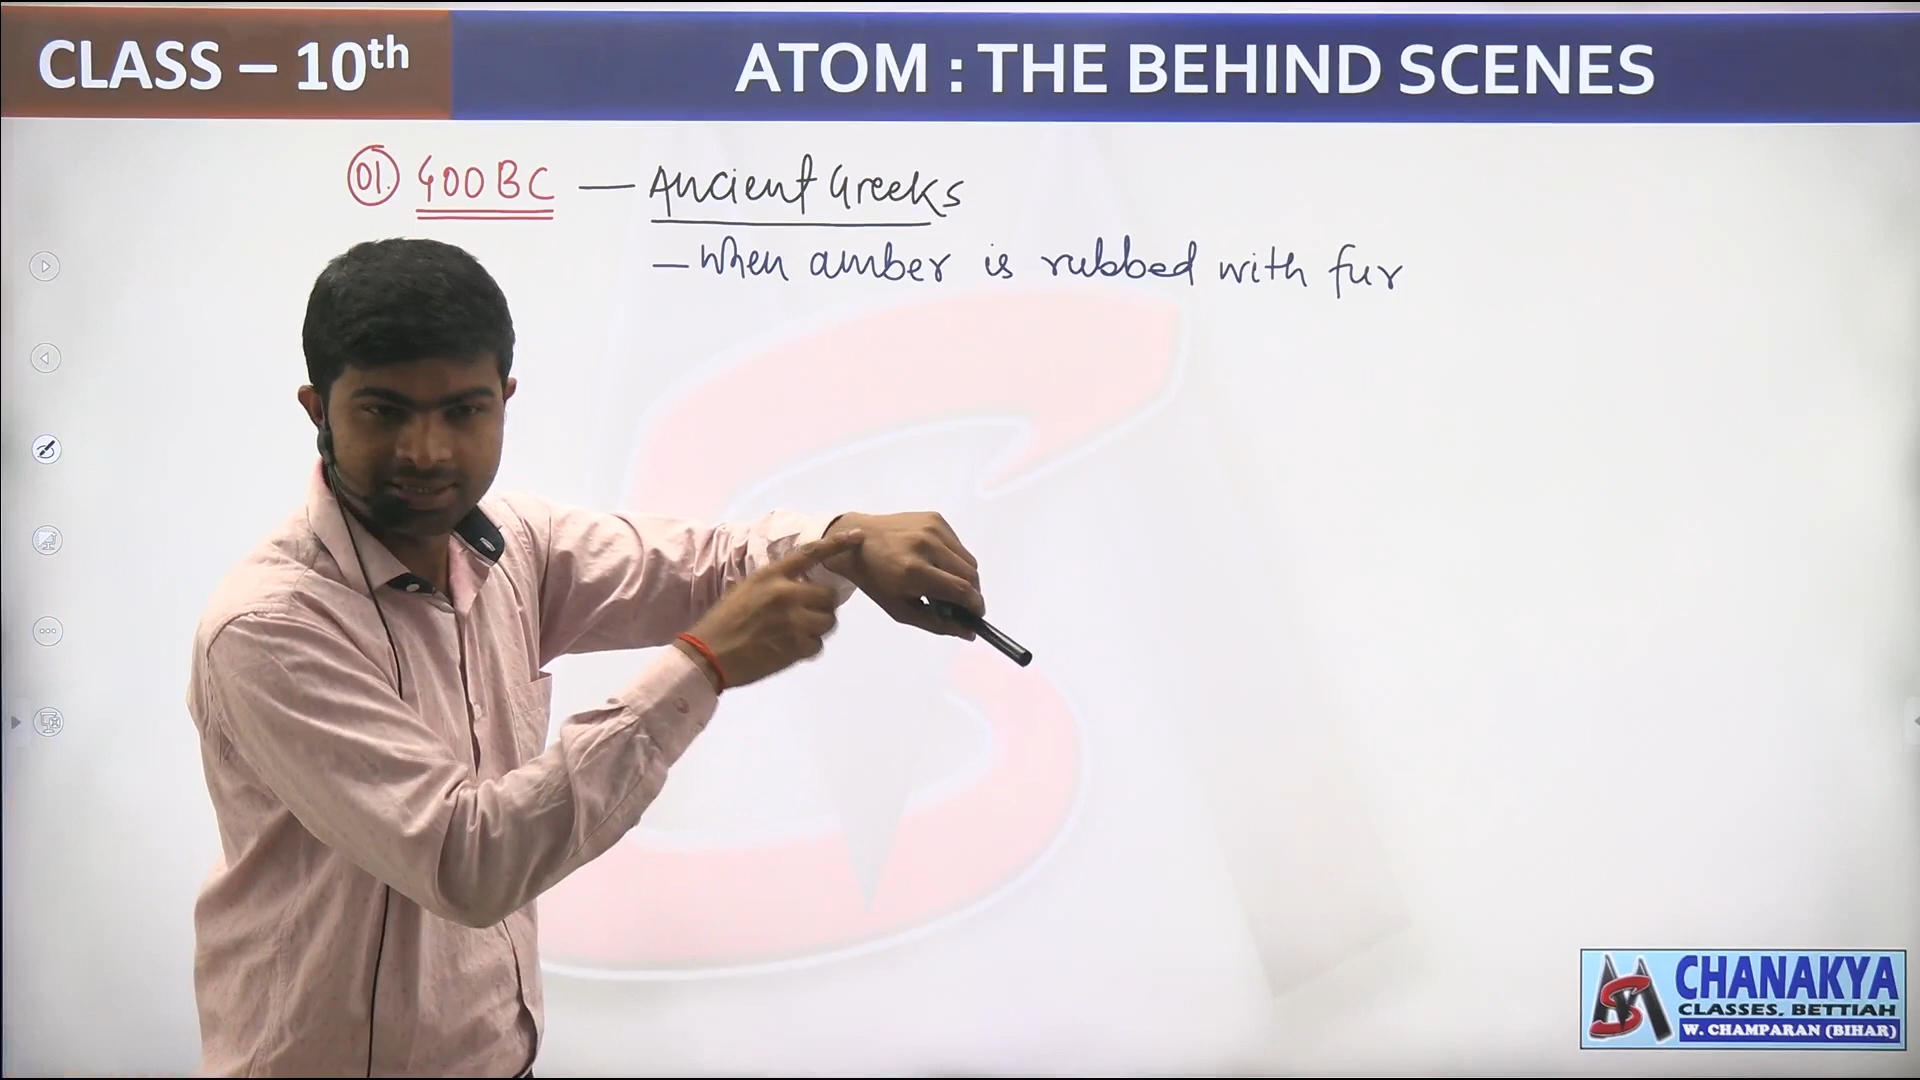 CLASS – 10th
ATOM : THE BEHIND SCENES
01. 400 BC — Ancient Greeks
— When amber is rubbed with fur
CHANAKYA
CLASSES, BETTIAH
W. CHAMPARAN (BIHAR)